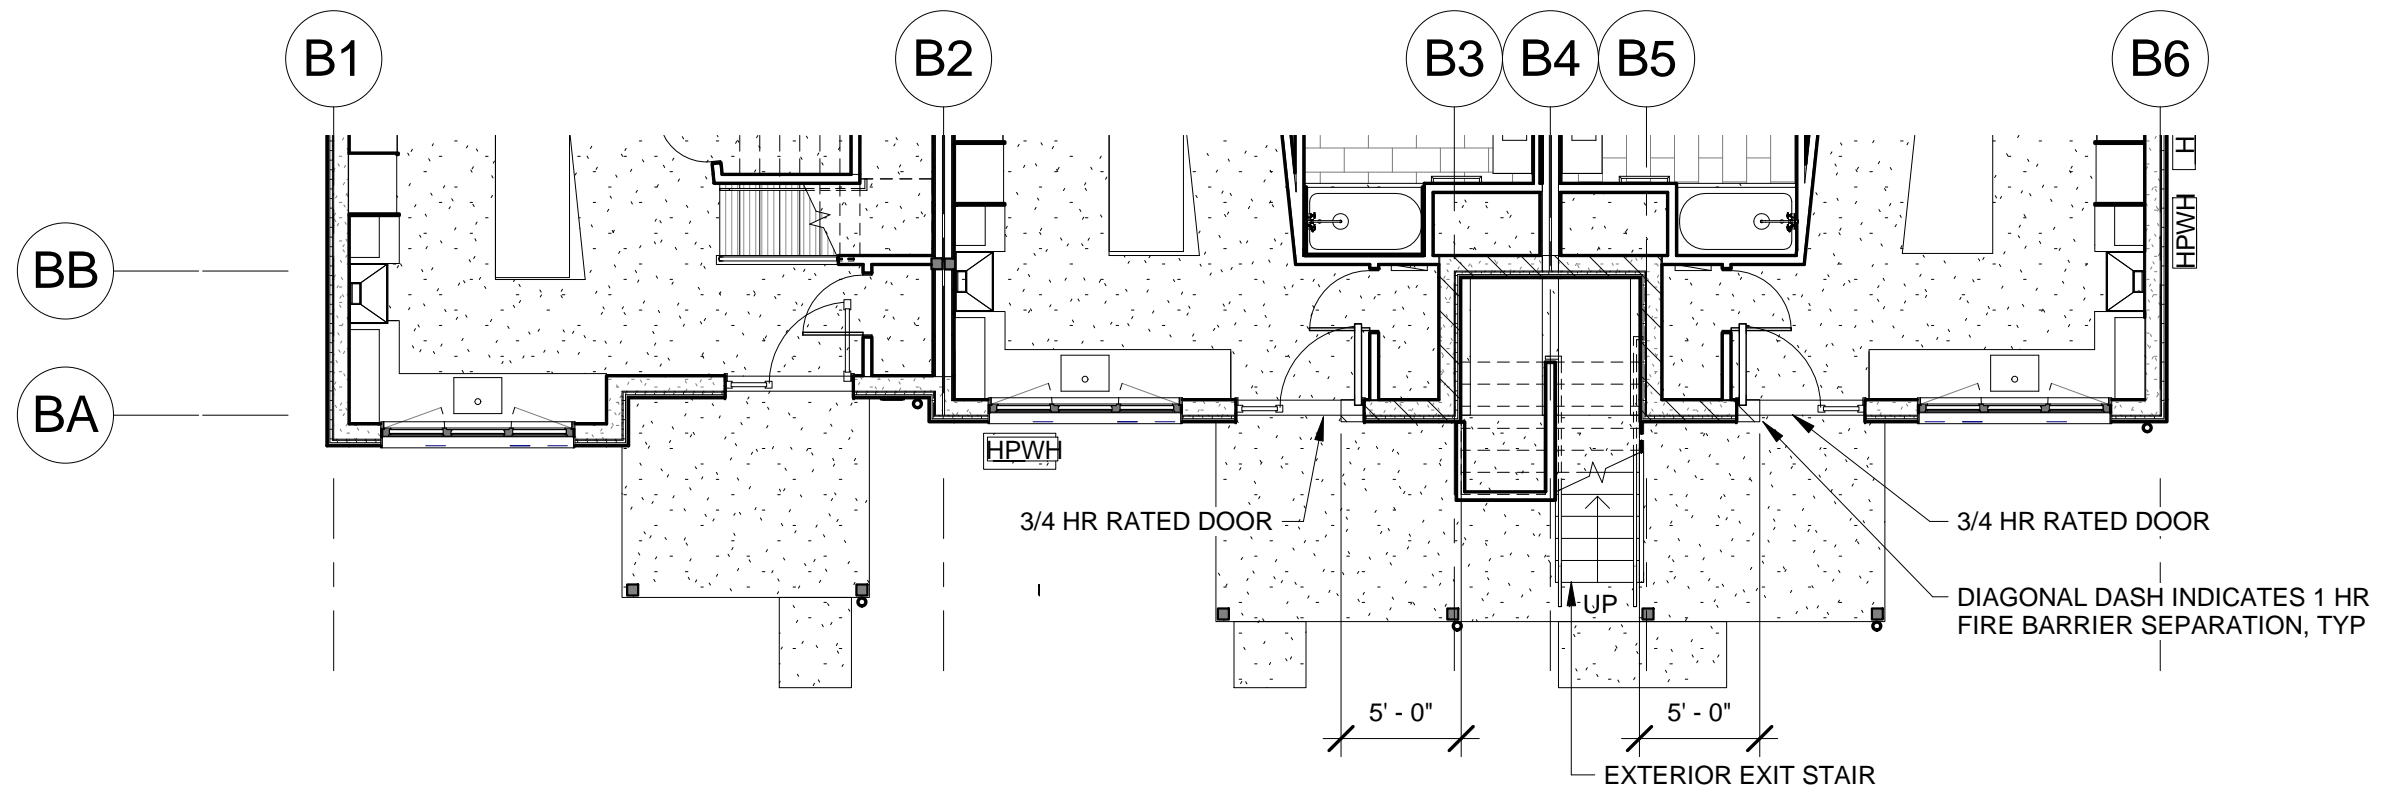 B1
B2
B3
B4
B5
B6
H
HPWH
BB
BA
HPWH
3/4 HR RATED DOOR
3/4 HR RATED DOOR
UP
DIAGONAL DASH INDICATES 1 HR
FIRE BARRIER SEPARATION, TYP
5' - 0"
5' - 0"
EXTERIOR EXIT STAIR